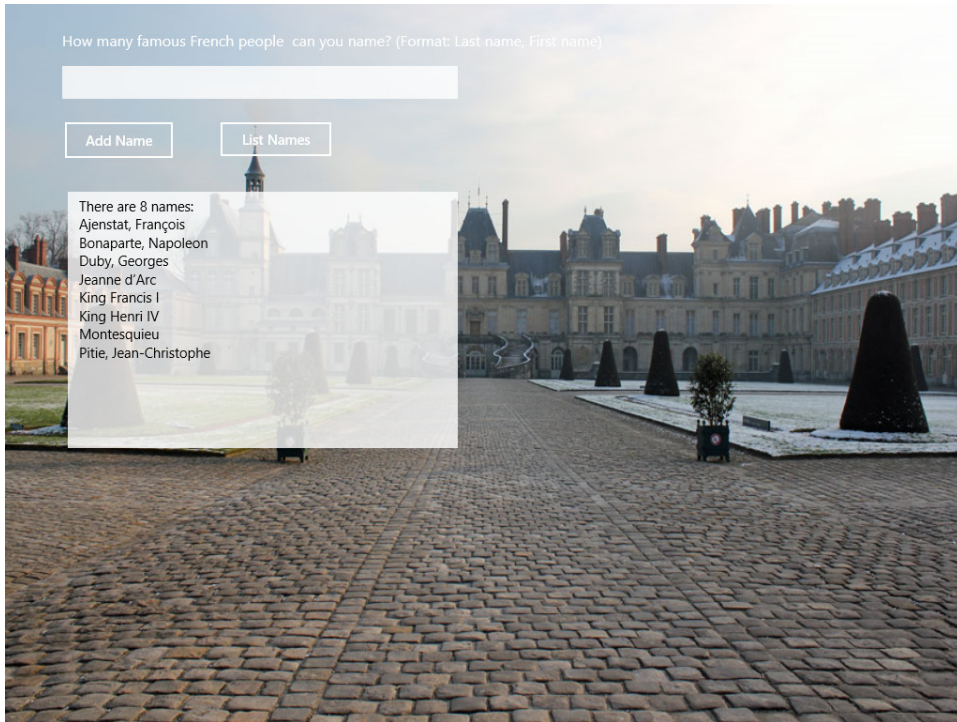 How many famous French people  can you name? (Format: Last name, First name)
Add Name
List Names
There are 8 names:
Ajenstat, François
Bonaparte, Napoleon
Duby, Georges
Jeanne d’Arc
King Francis I
King Henri IV
Montesquieu
Pitie, Jean-Christophe